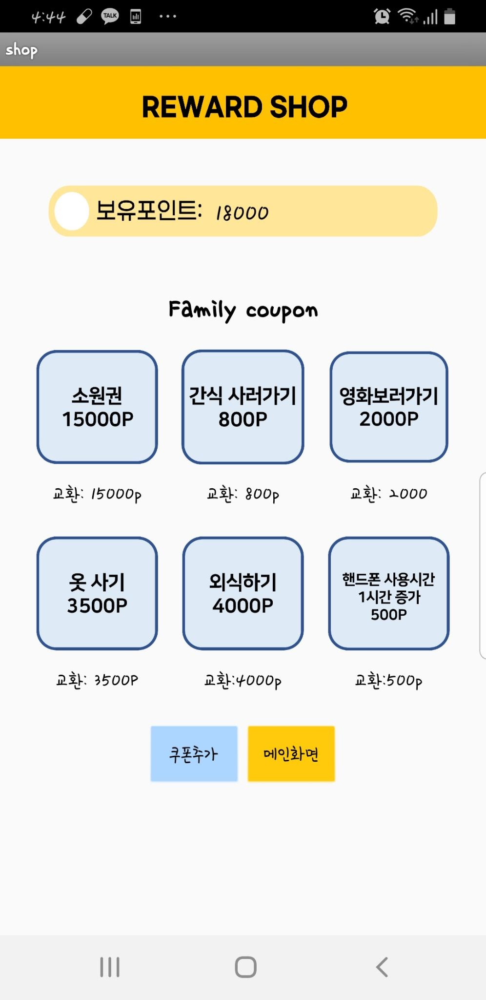 4:44
TALK
shop
REWARD SHOP
보유포인트: 18000
Family coupon
소원권
15000P
간식 사러가기
800P
영화보러가기
2000P
교환: 15000p
교환: 800p
교환: 2000
옷 사기
3500P
외식하기
4000P
핸드폰 사용시간
1시간 증가
500P
교환: 3500P
교환:4000p
교환:500p
쿠폰추가
메인화면